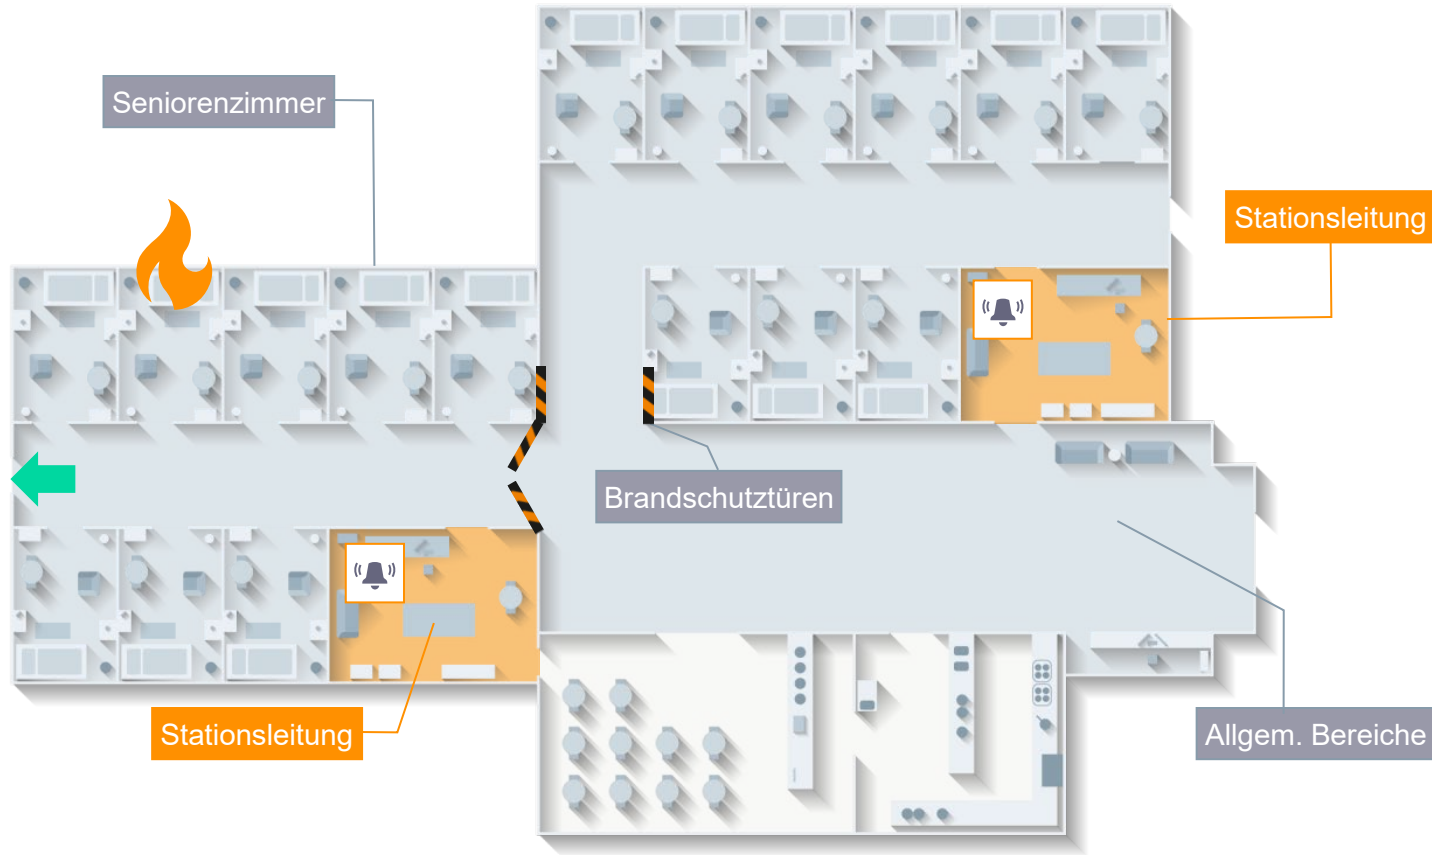 Seniorenzimmer
Stationsleitung
Brandschutztüren
Stationsleitung
Allgem. Bereiche